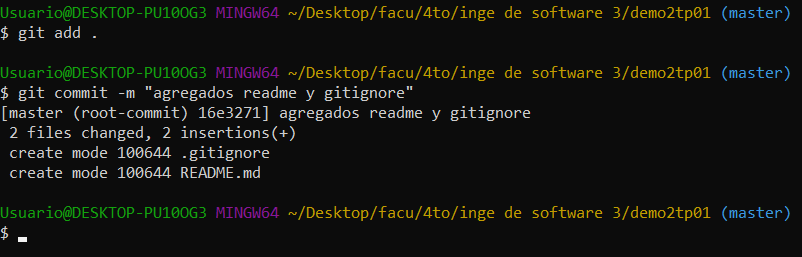 Usuario@DESKTOP-PU10OG3 MINGW64 ~/Desktop/facu/4to/inge de software 3/demo2tp01 (master)
$ git add .
Usuario@DESKTOP-PU10OG3 MINGW64 ~/Desktop/facu/4to/inge de software 3/demo2tp01 (master)
$ git commit -m "agregados readme y gitignore"
[master (root-commit) 16e3271] agregados readme y gitignore
 2 files changed, 2 insertions(+)
 create mode 100644 .gitignore
 create mode 100644 README.md
Usuario@DESKTOP-PU10OG3 MINGW64 ~/Desktop/facu/4to/inge de software 3/demo2tp01 (master)
$